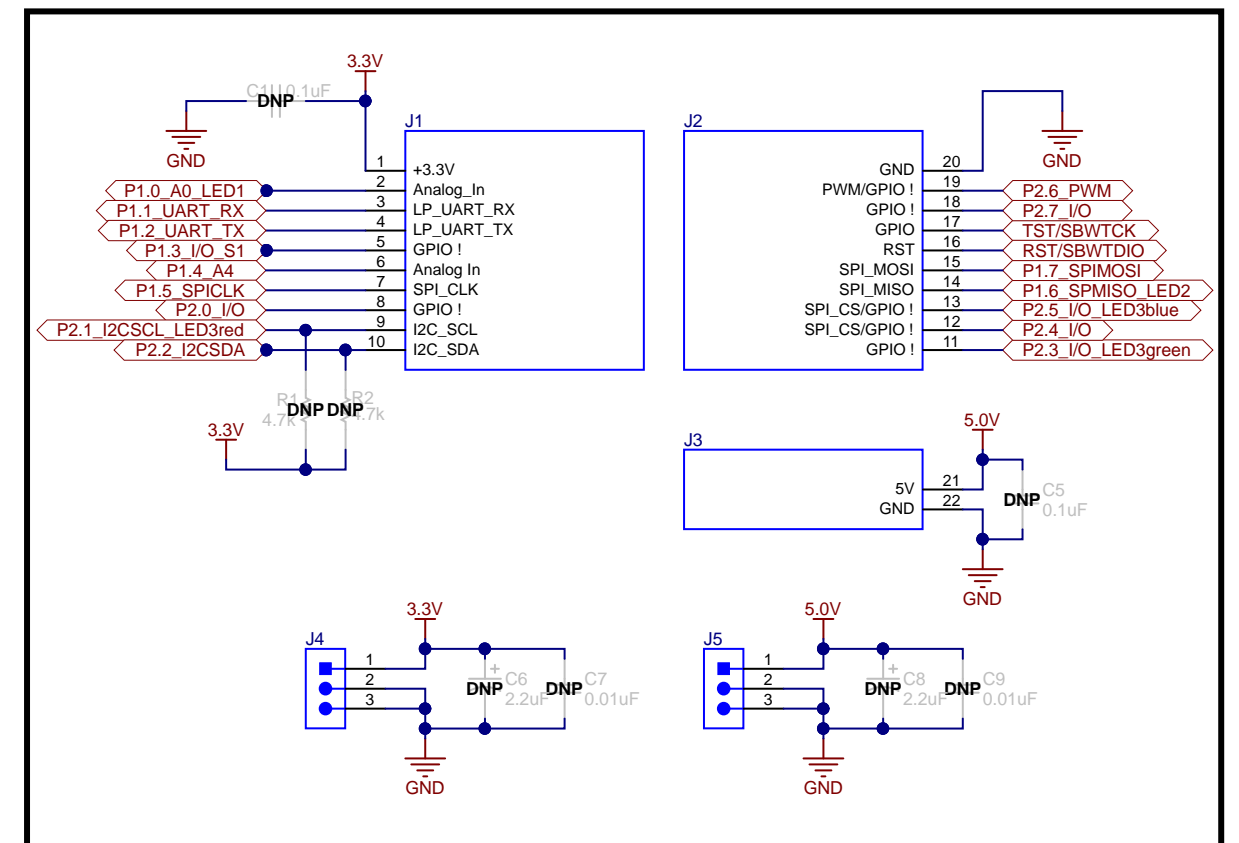 3.3V
C1 0.1uF
DNP
GND
J1
1 +3.3V
P1.0_A0_LED1 2 Analog_In
P1.1_UART_RX 3 LP_UART_RX
P1.2_UART_TX 4 LP_UART_TX
P1.3_I/O_S1 5 GPIO !
P1.4_A4 6 Analog In
P1.5_SPICLK 7 SPI_CLK
P2.0_I/O 8 GPIO !
P2.1_I2CSCL_LED3red 9 I2C_SCL
P2.2_I2CSDA 10 I2C_SDA
R1 DNP DNP R2
4.7k 4.7k
3.3V
J2
GND
GND 20
PWM/GPIO ! 19 P2.6_PWM
GPIO ! 18 P2.7_I/O
GPIO 17 TST/SBWTCK
RST 16 RST/SBWTDIO
SPI_MOSI 15 P1.7_SPIMOSI
SPI_MISO 14 P1.6_SPMISO_LED2
SPI_CS/GPIO ! 13 P2.5_I/O_LED3blue
SPI_CS/GPIO ! 12 P2.4_I/O
GPIO ! 11 P2.3_I/O_LED3green
J3
5.0V
5V 21
GND 22
DNP C5
0.1uF
GND
J4
3.3V
1
2
3
+
DNP C6
2.2uF
DNP C7
0.01uF
GND
J5
5.0V
1
2
3
+
DNP C8
2.2uF
DNP C9
0.01uF
GND